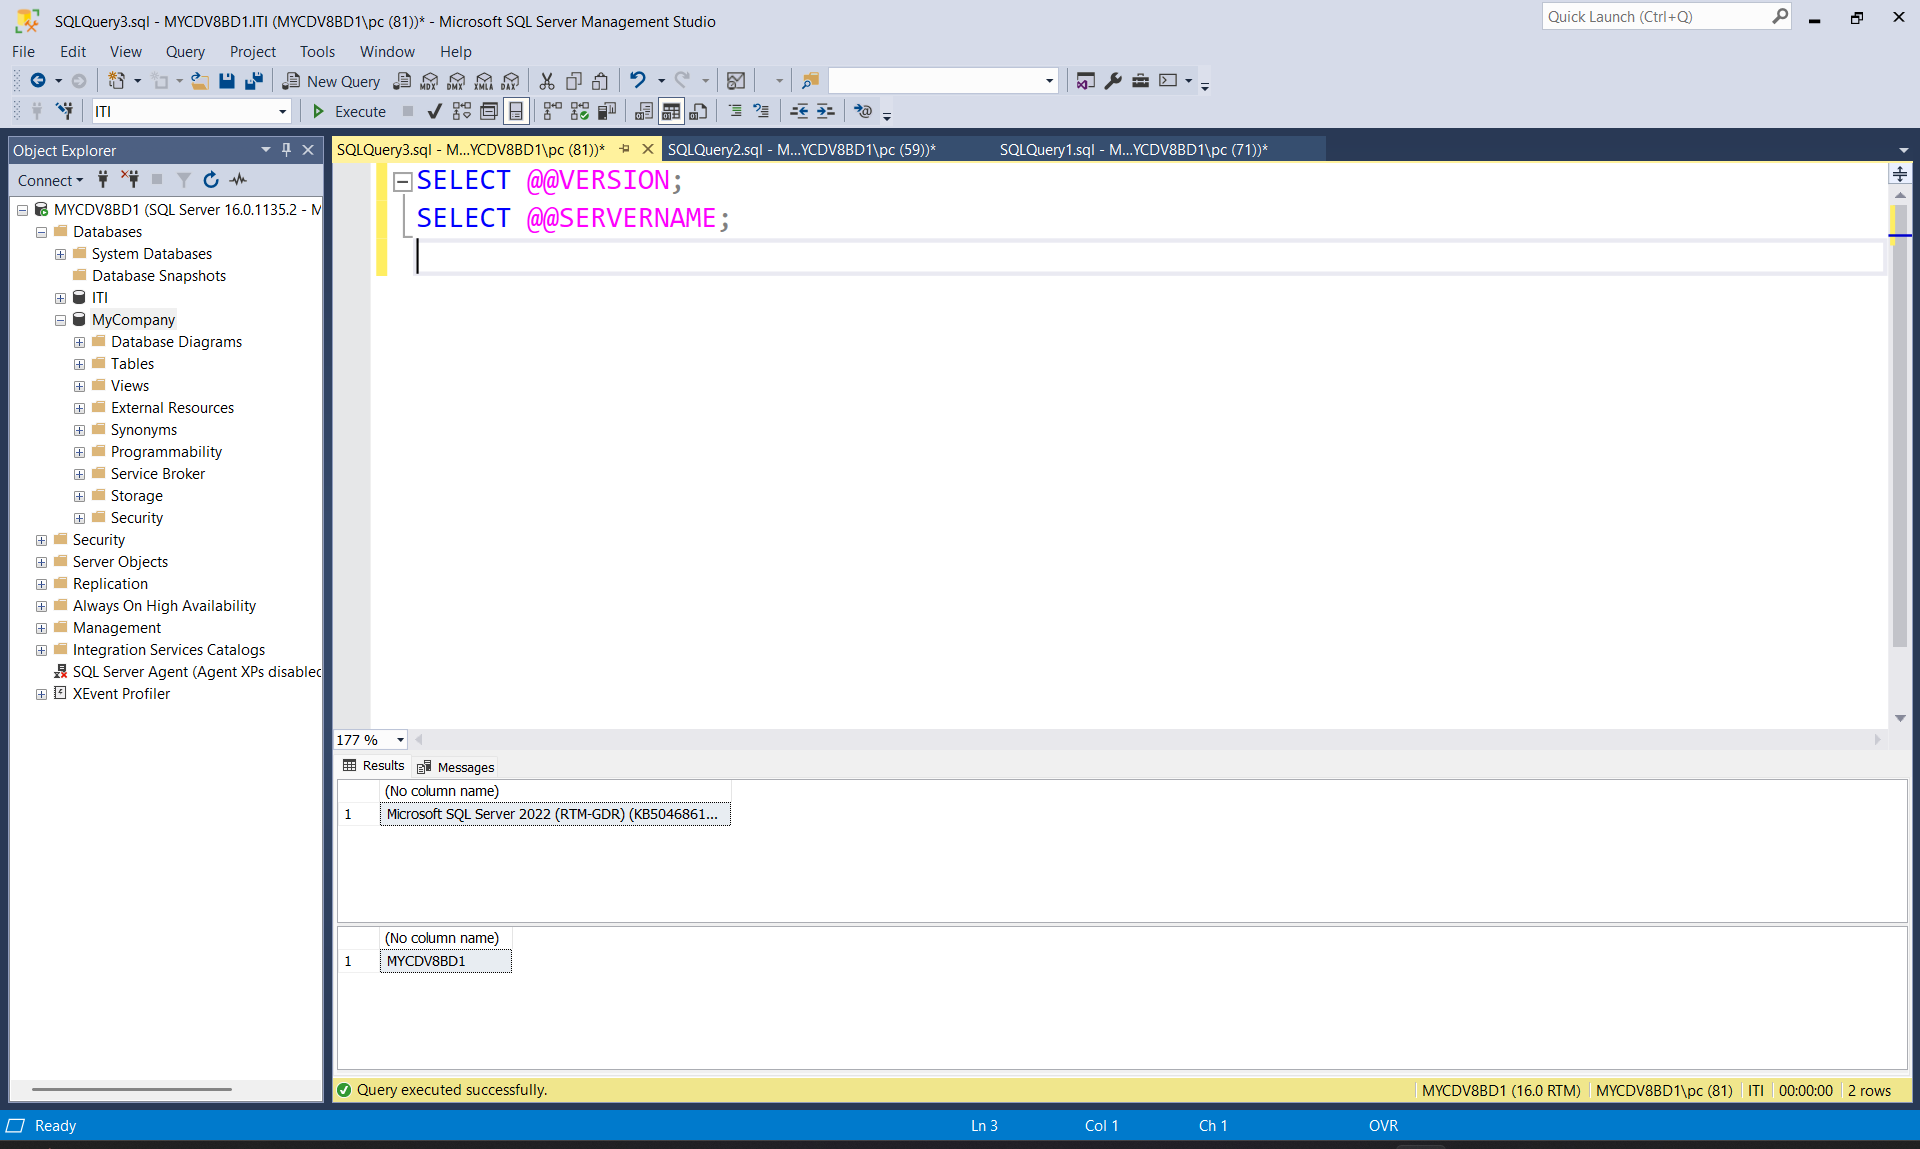 SQLQuery3.sql - MYCDV8BD1.ITI (MYCDV8BD1\pc (81))* - Microsoft SQL Server Management Studio
Quick Launch (Ctrl+Q)
File Edit View Query Project Tools Window Help
New Query MDX DMX XMLA DAX
ITI Execute
Object Explorer
SQLQuery3.sql - M...YCDV8BD1\pc (81))* SQLQuery2.sql - M...YCDV8BD1\pc (59))* SQLQuery1.sql - M...YCDV8BD1\pc (71))*
Connect
MYCDV8BD1 (SQL Server 16.0.1135.2 - M
Databases
System Databases
Database Snapshots
ITI
MyCompany
Database Diagrams
Tables
Views
External Resources
Synonyms
Programmability
Service Broker
Storage
Security
Security
Server Objects
Replication
Always On High Availability
Management
Integration Services Catalogs
SQL Server Agent (Agent XPs disabled
XEvent Profiler
SELECT @@VERSION;
SELECT @@SERVERNAME;
177 %
Results Messages
(No column name)
1 Microsoft SQL Server 2022 (RTM-GDR) (KB5046861...
(No column name)
1 MYCDV8BD1
Query executed successfully. MYCDV8BD1 (16.0 RTM) MYCDV8BD1\pc (81) ITI 00:00:00 2 rows
Ready Ln 3 Col 1 Ch 1 OVR